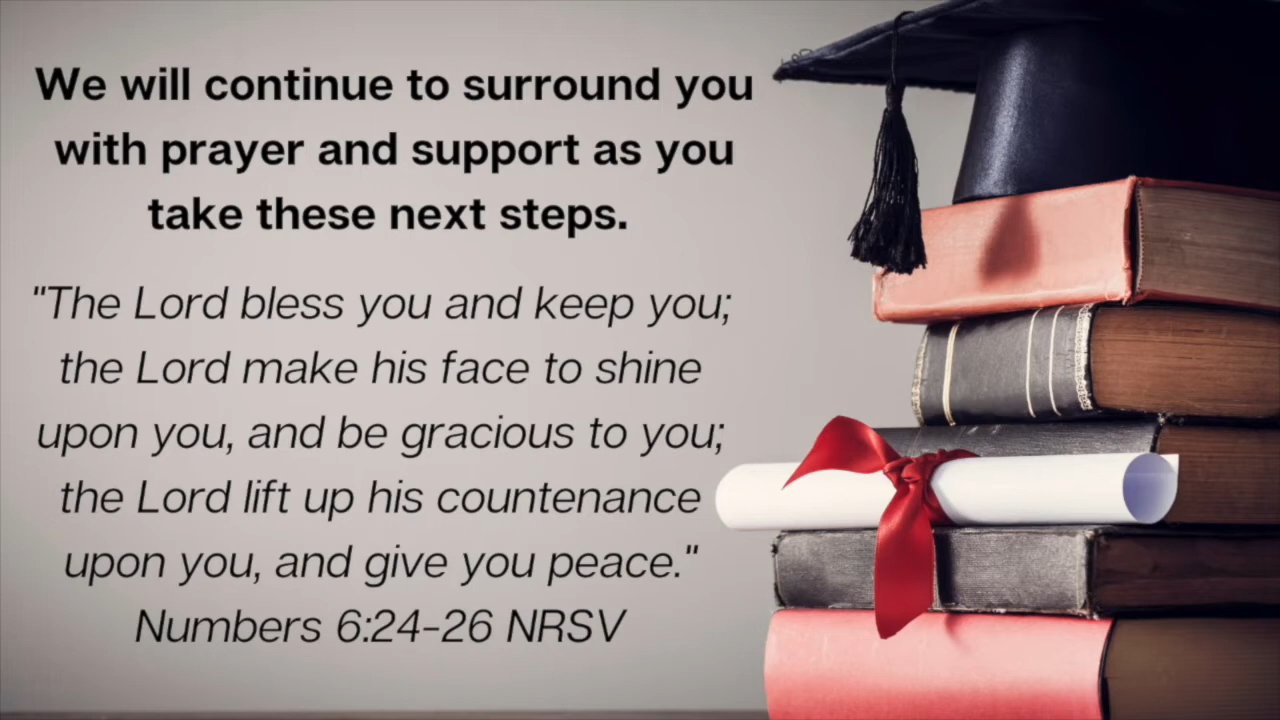 We will continue to surround you
with prayer and support as you
take these next steps.
"The Lord bless you and keep you;
the Lord make his face to shine
upon you, and be gracious to you;
the Lord lift up his countenance
upon you, and give you peace."
Numbers 6:24-26 NRSV